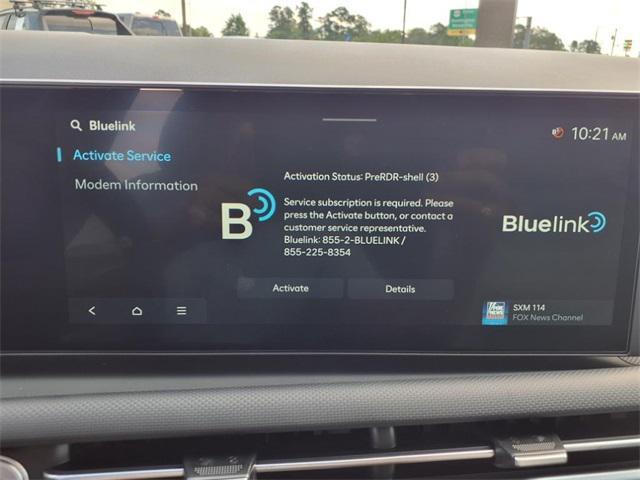 Bluelink
10:21 AM
Activate Service
Modem Information
Activation Status: PreRDR-shell (3)
Service subscription is required. Please
press the Activate button, or contact a
customer service representative.
Bluelink: 855-2-BLUELINK /
855-225-8354
B
Bluelink
Activate
Details
FOX
NEWS
SXM 114
FOX News Channel